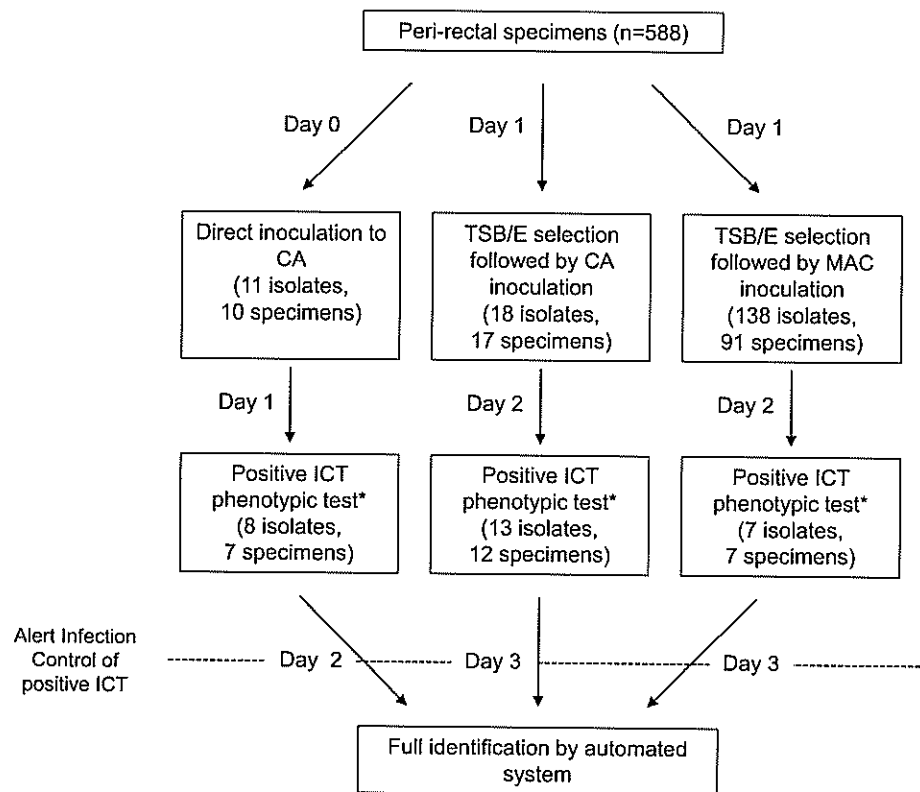 Peri-rectal specimens (n=588)
Day 0
Day 1
Day 1
Direct inoculation to
CA
(11 isolates,
10 specimens)
TSB/E selection
followed by CA
inoculation
(18 isolates,
17 specimens)
TSB/E selection
followed by MAC
inoculation
(138 isolates,
91 specimens)
Day 1
Day 2
Day 2
Positive ICT
phenotypic test*
(8 isolates,
7 specimens)
Positive ICT
phenotypic test*
(13 isolates,
12 specimens)
Positive ICT
phenotypic test*
(7 isolates,
7 specimens)
Alert Infection
Control of
positive ICT
Day 2
Day 3
Day 3
Full identification by automated
system